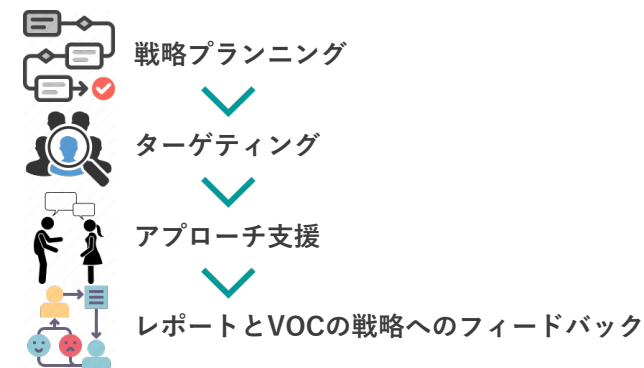 戦略プランニング
ターゲティング
アプローチ支援
レポートとVOCの戦略へのフィードバック